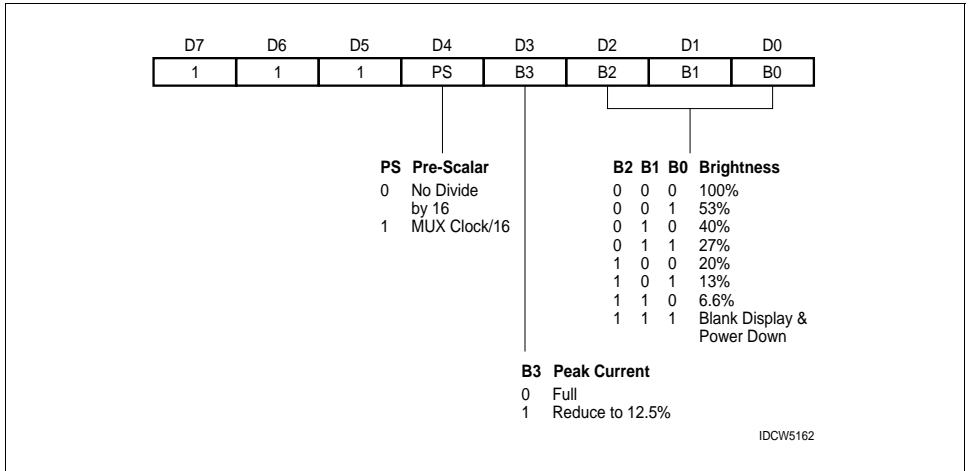 D7 D6 D5 D4 D3 D2 D1 D0
1 1 1 PS B3 B2 B1 B0
PS Pre-Scalar
0 No Divide
by 16
1 MUX Clock/16
B2 B1 B0 Brightness
0 0 0 100%
0 0 1 53%
0 1 0 40%
0 1 1 27%
1 0 0 20%
1 0 1 13%
1 1 0 6.6%
1 1 1 Blank Display &
Power Down
B3 Peak Current
0 Full
1 Reduce to 12.5%
IDCW5162